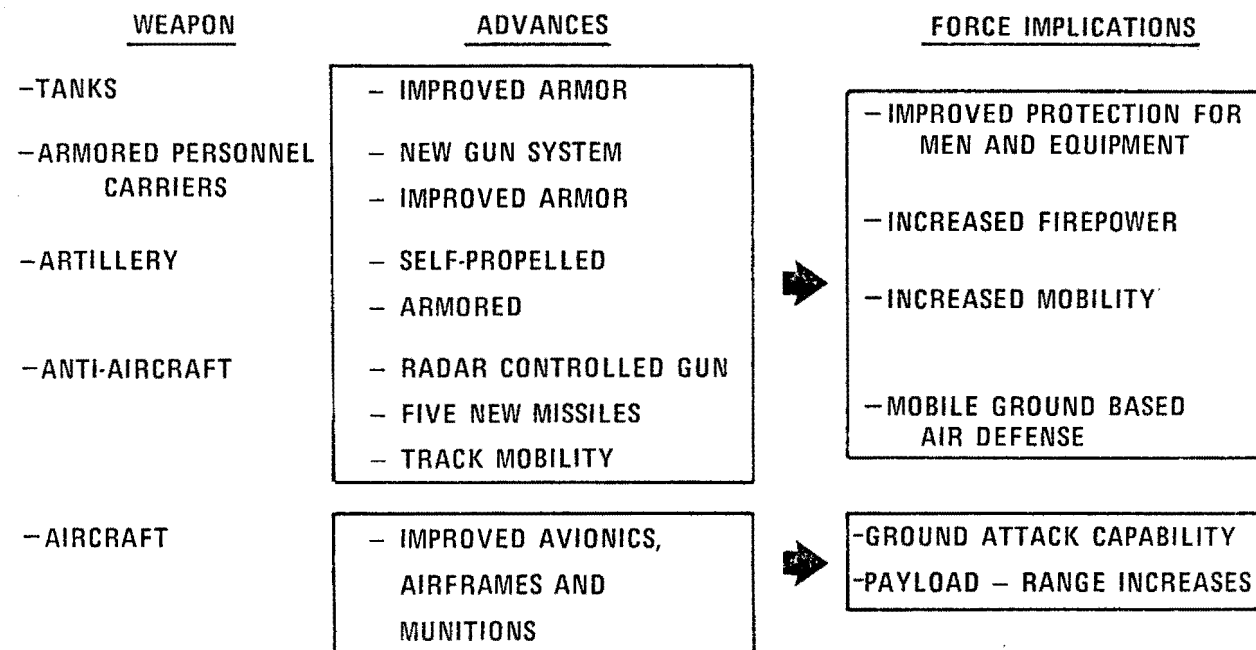 WEAPON
ADVANCES
FORCE IMPLICATIONS
–TANKS
– IMPROVED ARMOR
–ARMORED PERSONNEL
CARRIERS
– NEW GUN SYSTEM
– IMPROVED ARMOR
–ARTILLERY
– SELF-PROPELLED
– ARMORED
–ANTI-AIRCRAFT
– RADAR CONTROLLED GUN
– FIVE NEW MISSILES
– TRACK MOBILITY
–IMPROVED PROTECTION FOR
MEN AND EQUIPMENT
–INCREASED FIREPOWER
–INCREASED MOBILITY
–MOBILE GROUND BASED
AIR DEFENSE
–AIRCRAFT
– IMPROVED AVIONICS,
AIRFRAMES AND
MUNITIONS
-GROUND ATTACK CAPABILITY
-PAYLOAD – RANGE INCREASES